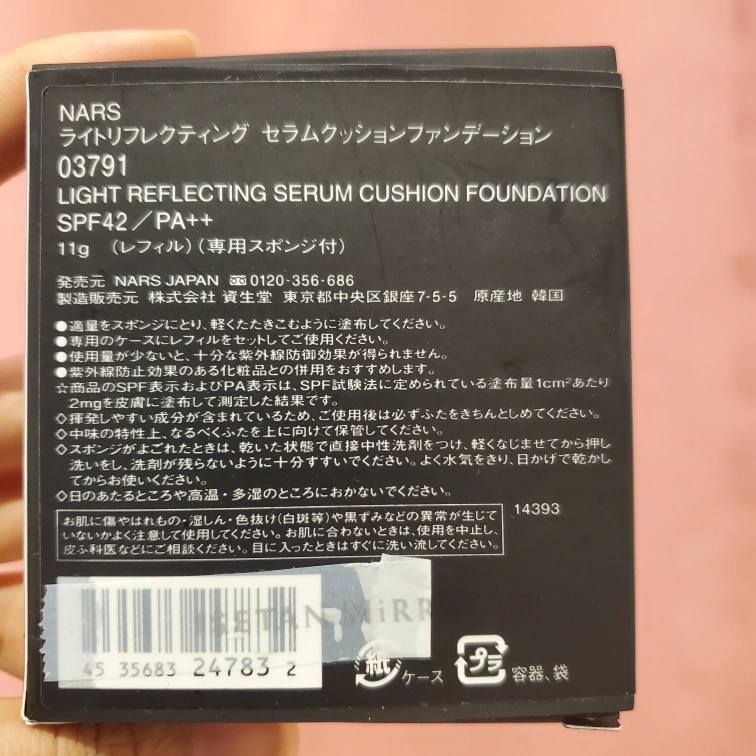 NARS
ライトリフレクティング セラムクッションファンデーション
03791
LIGHT REFLECTING SERUM CUSHION FOUNDATION
SPF42／PA++
11g （レフィル）（専用スポンジ付）
発売元 NARS JAPAN 0120-356-686
製造販売元 株式会社 資生堂 東京都中央区銀座7-5-5 原産地 韓国
●適量をスポンジにとり、軽くたたきこむように塗布してください。
●専用のケースにレフィルをセットしてご使用ください。
●使用量が少ないと、十分な紫外線防御効果が得られません。
●紫外線防止効果のある化粧品との併用をおすすめします。
☆商品のSPF表示およびPA表示は、SPF試験法に定められている塗布量1cm²あたり
2mgを皮膚に塗布して測定した結果です。
◇揮発しやすい成分が含まれているため、ご使用後は必ずふたをきちんとしめてください。
◇中味の特性上、なるべくふたを上に向けて保管してください。
◇スポンジがよごれたときは、乾いた状態で直接中性洗剤をつけ、軽くなじませてから押し
洗いをし、洗剤が残らないように十分すすいでください。よく水気をきり、日かげで乾かし
てからお使いください。
◇日のあたるところや高温・多湿のところにおかないでください。
お肌に傷やはれもの・湿しん・色抜け(白斑等)や黒ずみなどの異常が生じて
いないかよく注意して使用してください。お肌に合わないときは、使用を中止し、
皮ふ科医などにご相談ください。目に入ったときはすぐに洗い流してください。
14393
ISETAN MiRR
45 35683 24783 2
紙 ケース
プラ 容器、袋